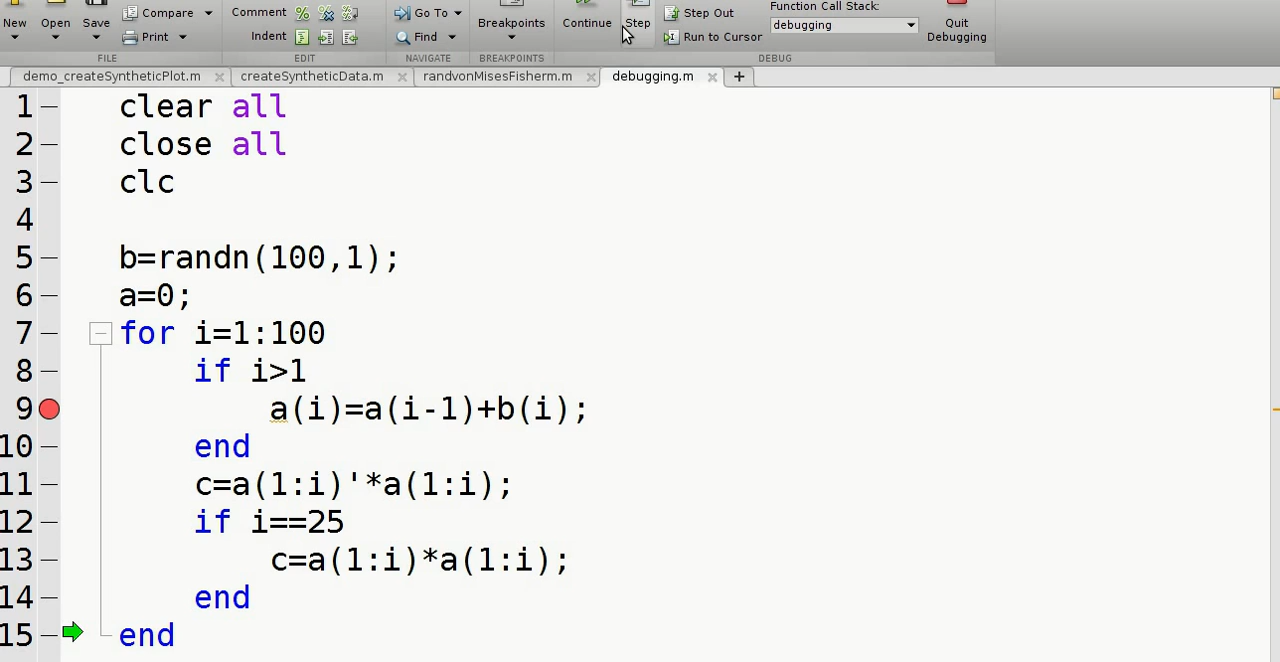 Compare
Comment
Go To
Function Call Stack:
New
Open
Save
Print
Indent
Find
Breakpoints
Continue
Step
Step Out
Run to Cursor
debugging
Quit
Debugging
FILE
EDIT
NAVIGATE
BREAKPOINTS
DEBUG
demo_createSyntheticPlot.m
createSyntheticData.m
randvonMisesFisherm.m
debugging.m
1 clear all
2 close all
3 clc
4
5 b=randn(100,1);
6 a=0;
7 for i=1:100
8 if i>1
9 a(i)=a(i-1)+b(i);
10 end
11 c=a(1:i)'*a(1:i);
12 if i==25
13 c=a(1:i)*a(1:i);
14 end
15 end